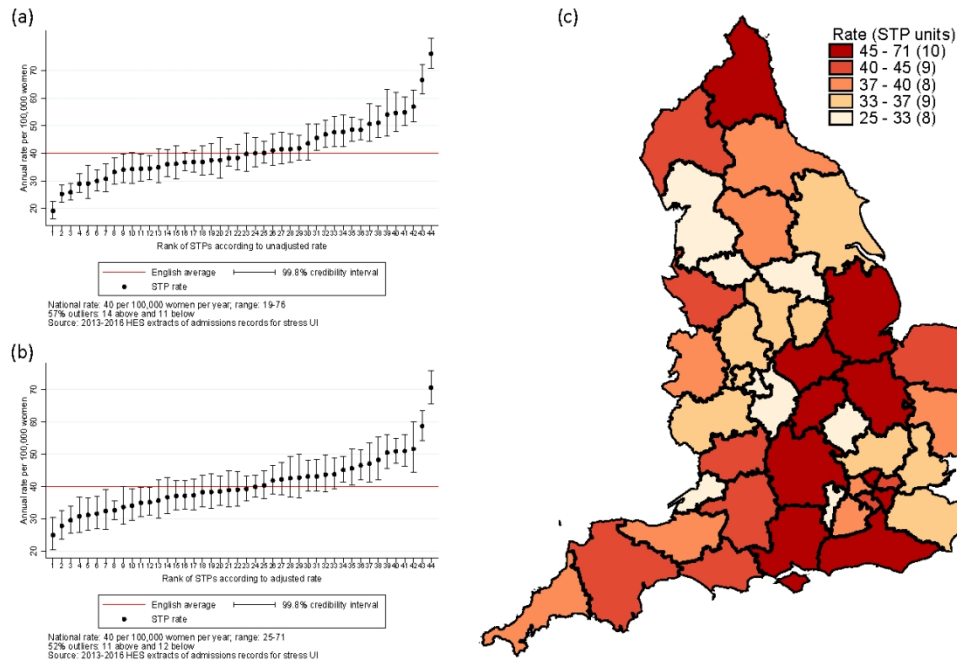 (a)
Annual rate per 100,000 women
70
60
50
40
30
20
1 2 3 4 5 6 7 8 9 10 11 12 13 14 15 16 17 18 19 20 21 22 23 24 25 26 27 28 29 30 31 32 33 34 35 36 37 38 39 40 41 42 43 44
Rank of STPs according to unadjusted rate
English average
99.8% credibility interval
STP rate
National rate: 40 per 100,000 women per year; range: 19-76
57% outliers: 14 above and 11 below
Source: 2013-2016 HES extracts of admissions records for stress UI
(b)
Annual rate per 100,000 women
70
60
50
40
30
20
1 2 3 4 5 6 7 8 9 10 11 12 13 14 15 16 17 18 19 20 21 22 23 24 25 26 27 28 29 30 31 32 33 34 35 36 37 38 39 40 41 42 43 44
Rank of STPs according to adjusted rate
English average
99.8% credibility interval
STP rate
National rate: 40 per 100,000 women per year; range: 25-71
52% outliers: 11 above and 12 below
Source: 2013-2016 HES extracts of admissions records for stress UI
(c)
Rate (STP units)
45 - 71 (10)
40 - 45 (9)
37 - 40 (8)
33 - 37 (9)
25 - 33 (8)